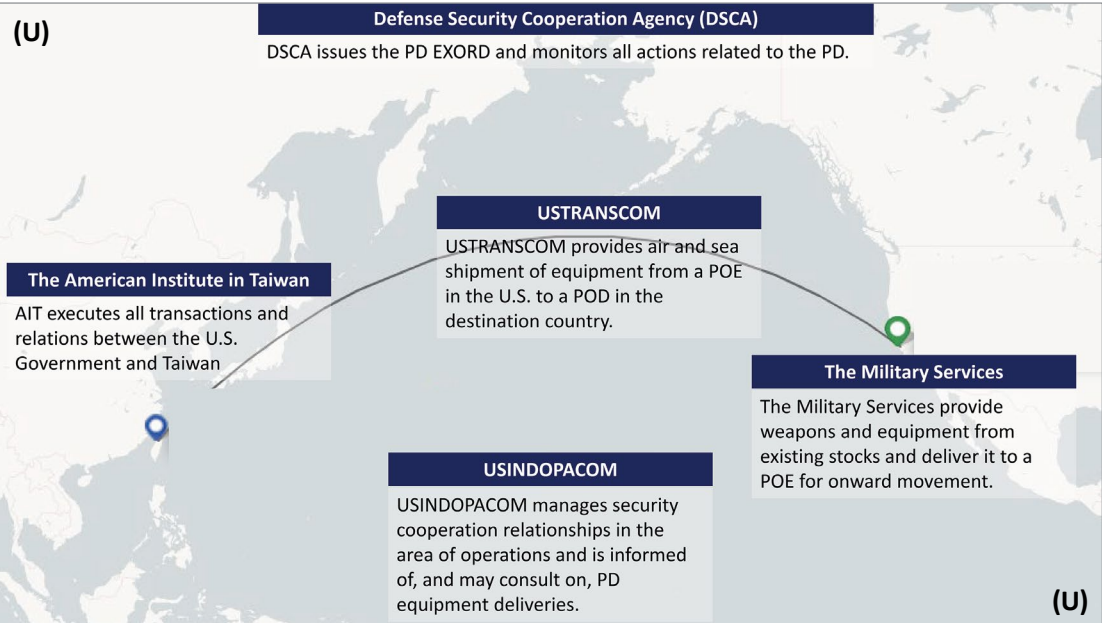 (U)
Defense Security Cooperation Agency (DSCA)
DSCA issues the PD EXORD and monitors all actions related to the PD.
USTRANSCOM
USTRANSCOM provides air and sea
shipment of equipment from a POE
in the U.S. to a POD in the
destination country.
The American Institute in Taiwan
AIT executes all transactions and
relations between the U.S.
Government and Taiwan
The Military Services
The Military Services provide
weapons and equipment from
existing stocks and deliver it to a
POE for onward movement.
USINDOPACOM
USINDOPACOM manages security
cooperation relationships in the
area of operations and is informed
of, and may consult on, PD
equipment deliveries.
(U)